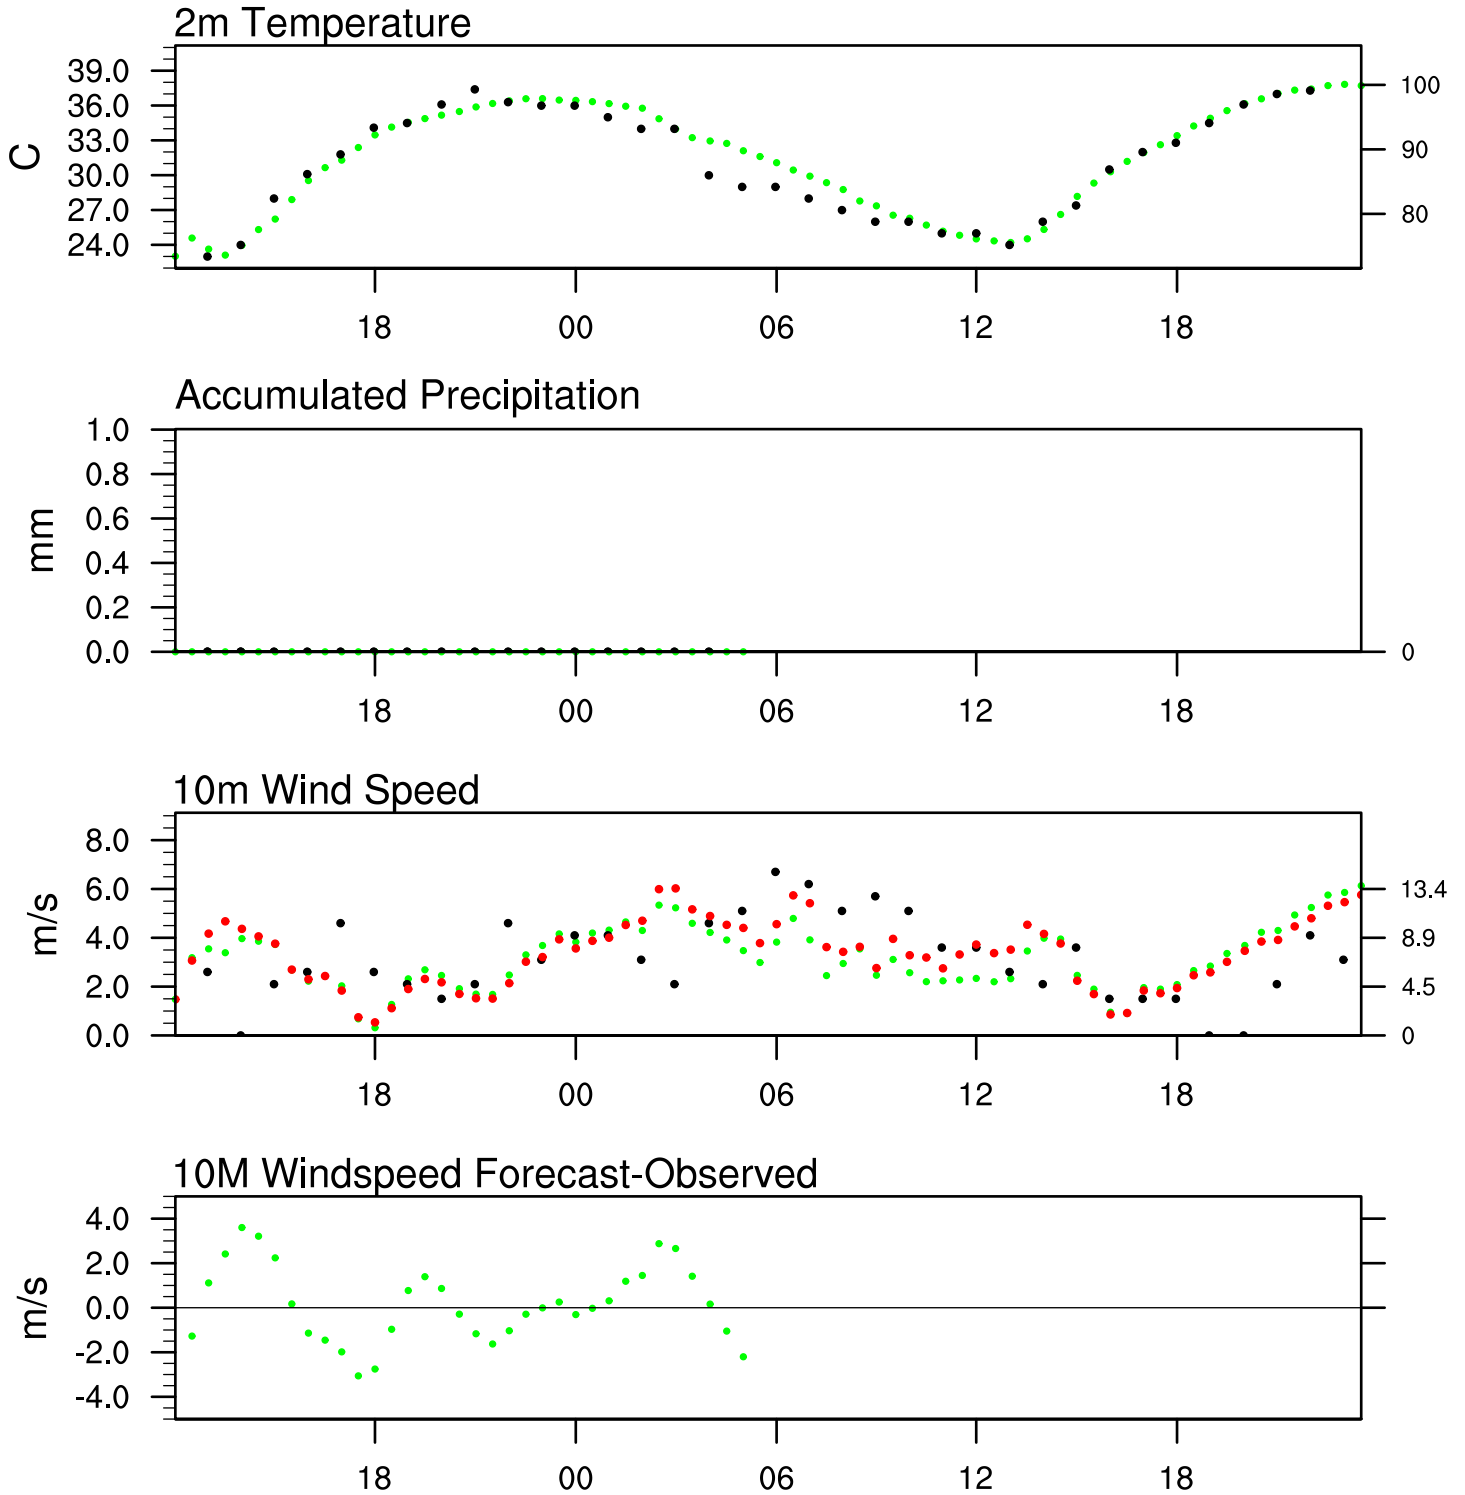 2m Temperature
39.0
36.0
33.0
30.0
27.0
24.0
C
100
90
80
18 00 06 12 18
Accumulated Precipitation
1.0
0.8
0.6
0.4
0.2
0.0
mm
0
18 00 06 12 18
10m Wind Speed
8.0
6.0
4.0
2.0
0.0
m/s
13.4
8.9
4.5
0
18 00 06 12 18
10M Windspeed Forecast-Observed
4.0
2.0
0.0
-2.0
-4.0
m/s
18 00 06 12 18